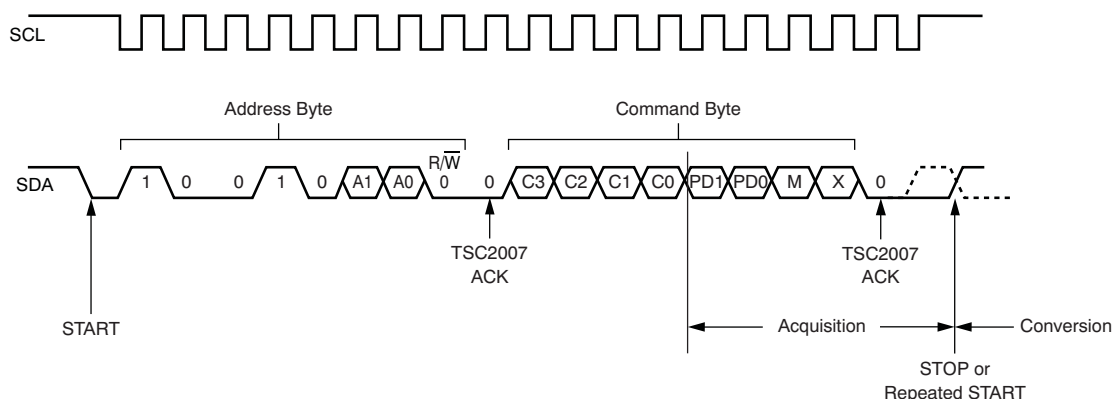 SCL
Address Byte
Command Byte
SDA
1 0 0 1 0 A1 A0 R/W̅ 0 0 C3 C2 C1 C0 PD1 PD0 M X 0
TSC2007
ACK
TSC2007
ACK
START
Acquisition
Conversion
STOP or
Repeated START